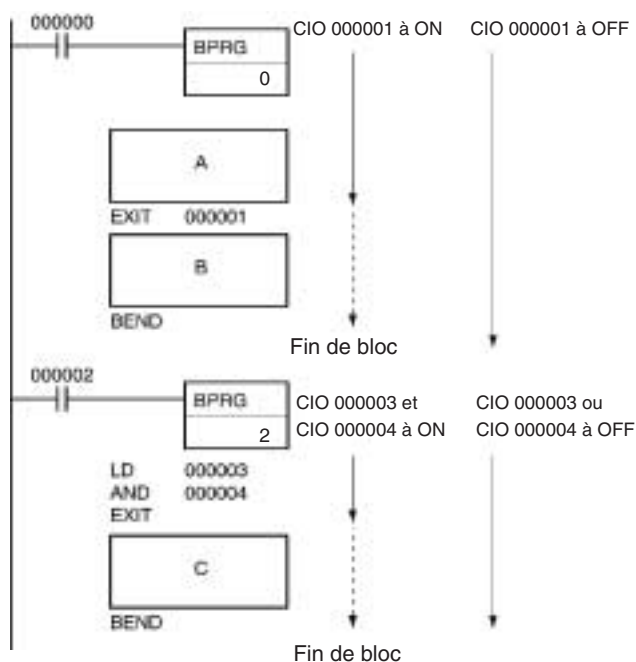 000000
BPRG
0
CIO 000001 à ON
CIO 000001 à OFF
A
EXIT 000001
B
BEND
Fin de bloc
000002
BPRG
2
CIO 000003 et
CIO 000004 à ON
CIO 000003 ou
CIO 000004 à OFF
LD 000003
AND 000004
EXIT
C
BEND
Fin de bloc